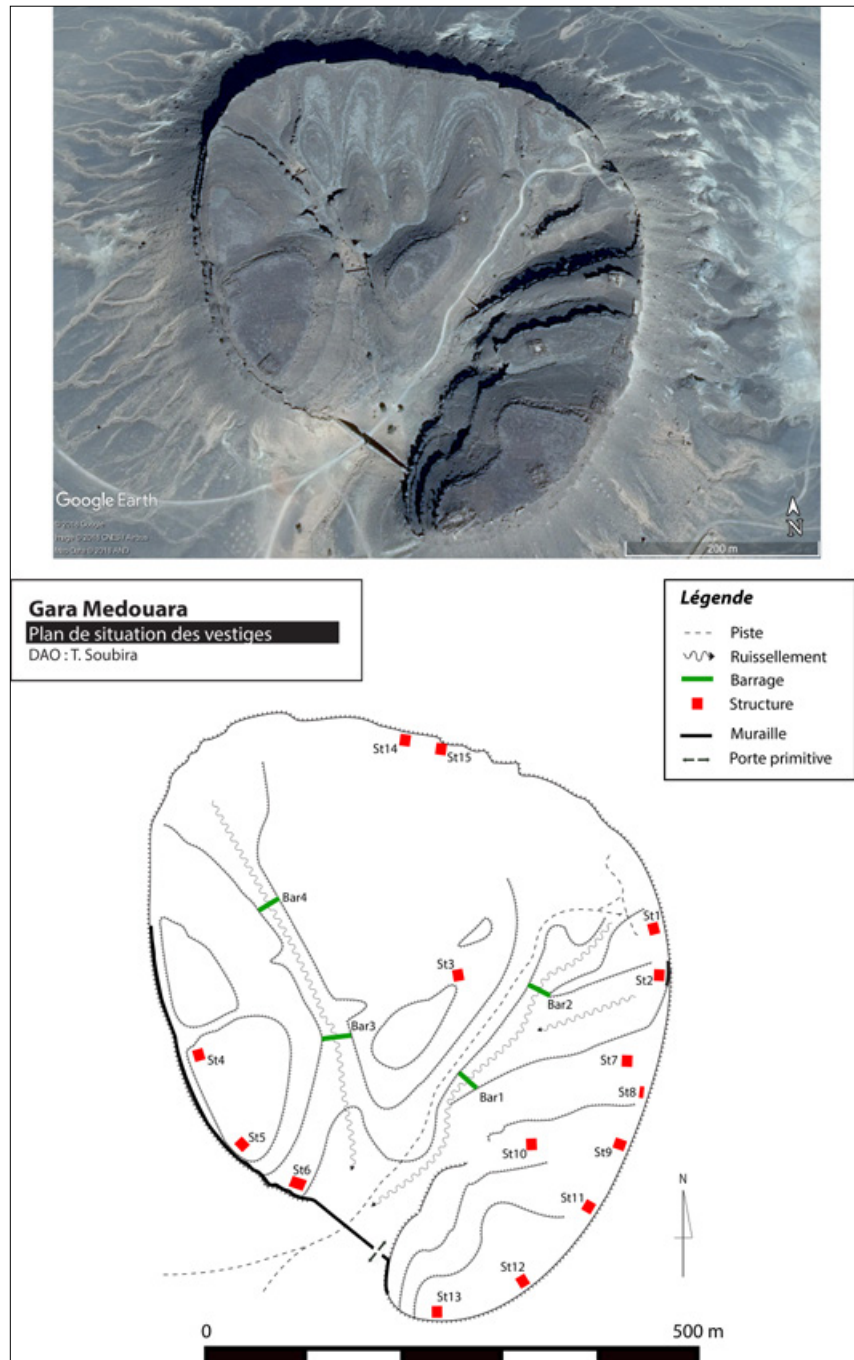 Google Earth
© 2018 Google
200 m
N
Gara Medouara
Plan de situation des vestiges
DAO : T. Soubira
Légende
Piste
Ruissellement
Barrage
Structure
Muraille
Porte primitive
St14
St15
Bar4
St1
St3
St2
Bar2
Bar3
St4
St7
Bar1
St8
St5
St10
St9
St6
N
St11
St12
St13
0
500 m